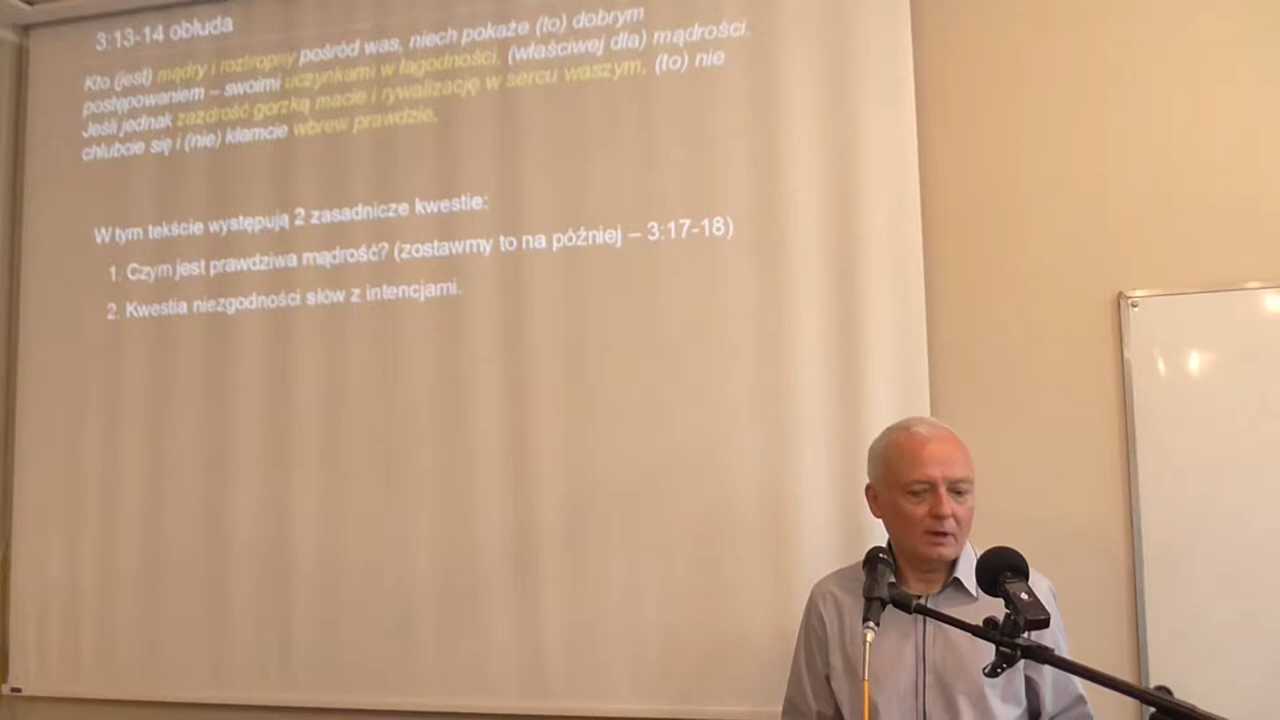 3:13-14 obłuda
Kto (jest) mądry i roztropny pośród was, niech pokaże (to) dobrym
postępowaniem – swoimi uczynkami w łagodności, (właściwej dla) mądrości.
Jeśli jednak zazdrość gorzką macie i rywalizację w sercu waszym, (to) nie
chlubcie się i (nie) kłamcie wbrew prawdzie.
W tym tekście występują 2 zasadnicze kwestie:
1. Czym jest prawdziwa mądrość? (zostawmy to na później – 3:17-18)
2. Kwestia niezgodności słów z intencjami.